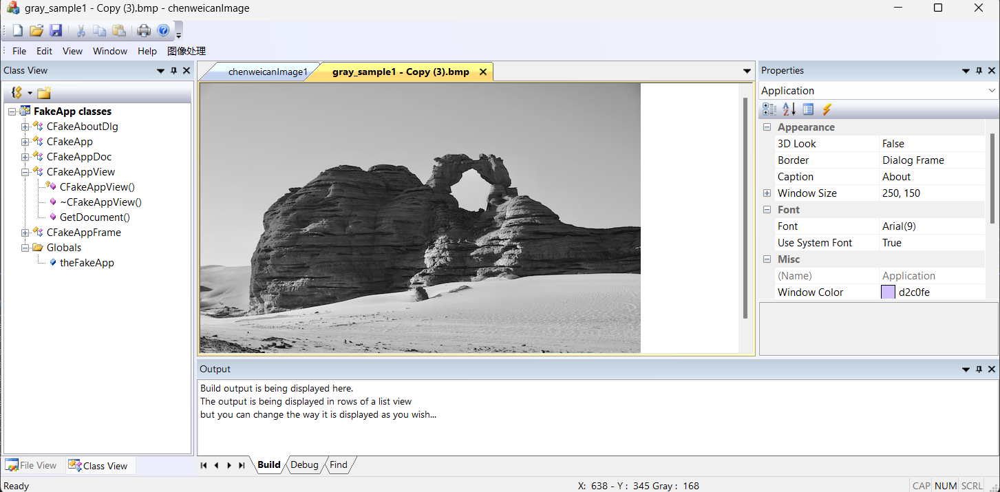 gray_sample1 - Copy (3).bmp - chenweicanImage
File Edit View Window Help 图像处理
Class View
FakeApp classes
CFakeAboutDlg
CFakeApp
CFakeAppDoc
CFakeAppView
CFakeAppView()
~CFakeAppView()
GetDocument()
CFakeAppFrame
Globals
theFakeApp
File View Class View
chenweicanImage1 gray_sample1 - Copy (3).bmp
Properties
Application
Appearance
3D Look False
Border Dialog Frame
Caption About
Window Size 250, 150
Font
Font Arial(9)
Use System Font True
Misc
(Name) Application
Window Color d2c0fe
Output
Build output is being displayed here.
The output is being displayed in rows of a list view
but you can change the way it is displayed as you wish...
Build Debug Find
Ready X: 638 - Y : 345 Gray : 168 CAP NUM SCRL